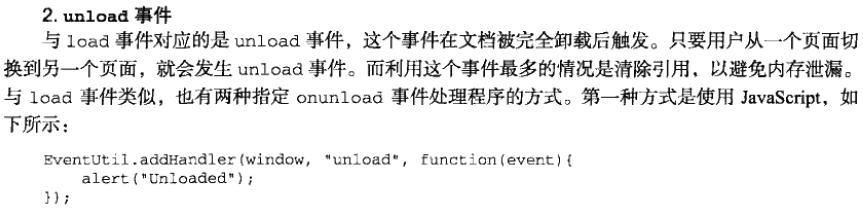 2. unload 事件
与 load 事件对应的是 unload 事件，这个事件在文档被完全卸载后触发。只要用户从一个页面切
换到另一个页面，就会发生 unload 事件。而利用这个事件最多的情况是清除引用，以避免内存泄漏。
与 load 事件类似，也有两种指定 onunload 事件处理程序的方式。第一种方式是使用 JavaScript，如
下所示：
EventUtil.addHandler(window, "unload", function(event){
    alert("Unloaded");
});